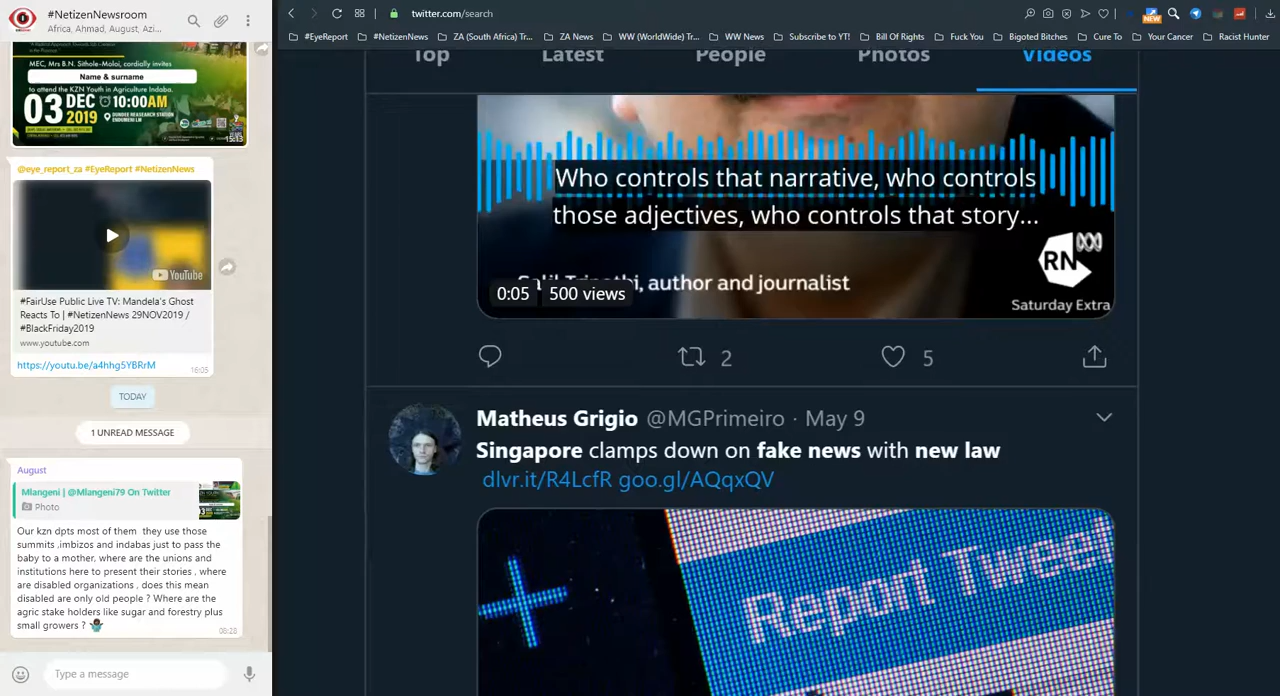 #NetizenNewsroom
Africa, Ahmad, August, Azi...
MEC, Mrs B.N. Sithole-Moloi, cordially invites
Name & surname
to attend the KZN Youth in Agriculture Indaba.
03 DEC 2019 10:00AM
15:13
@eye_report_za #EyeReport #NetizenNews
YouTube
#FairUse Public Live TV: Mandela's Ghost
Reacts To | #NetizenNews 29NOV2019 /
#BlackFriday2019
www.youtube.com
https://youtu.be/a4hhg5YBRrM
16:05
TODAY
1 UNREAD MESSAGE
August
Mlangeni | @Mlangeni79 On Twitter
Photo
Our kzn dpts most of them they use those
summits ,imbizos and indabas just to pass the
baby to a mother, where are the unions and
institutions here to present their stories , where
are disabled organizations , does this mean
disabled are only old people ? Where are the
agric stake holders like sugar and forestry plus
small growers ?
08:28
Type a message
twitter.com/search
NEW
#EyeReport
#NetizenNews
ZA (South Africa) Tr...
ZA News
WW (WorldWide) Tr...
WW News
Subscribe to YT!
Bill Of Rights
Fuck You
Bigoted Bitches
Cure To
Your Cancer
Racist Hunter
Top
Latest
People
Photos
Videos
Who controls that narrative, who controls
those adjectives, who controls that story...
RN
Salil Tripathi, author and journalist
0:05 500 views
Saturday Extra
2
5
Matheus Grigio @MGPrimeiro · May 9
Singapore clamps down on fake news with new law
dlvr.it/R4LcfR goo.gl/AQqxQV
Report Tweet